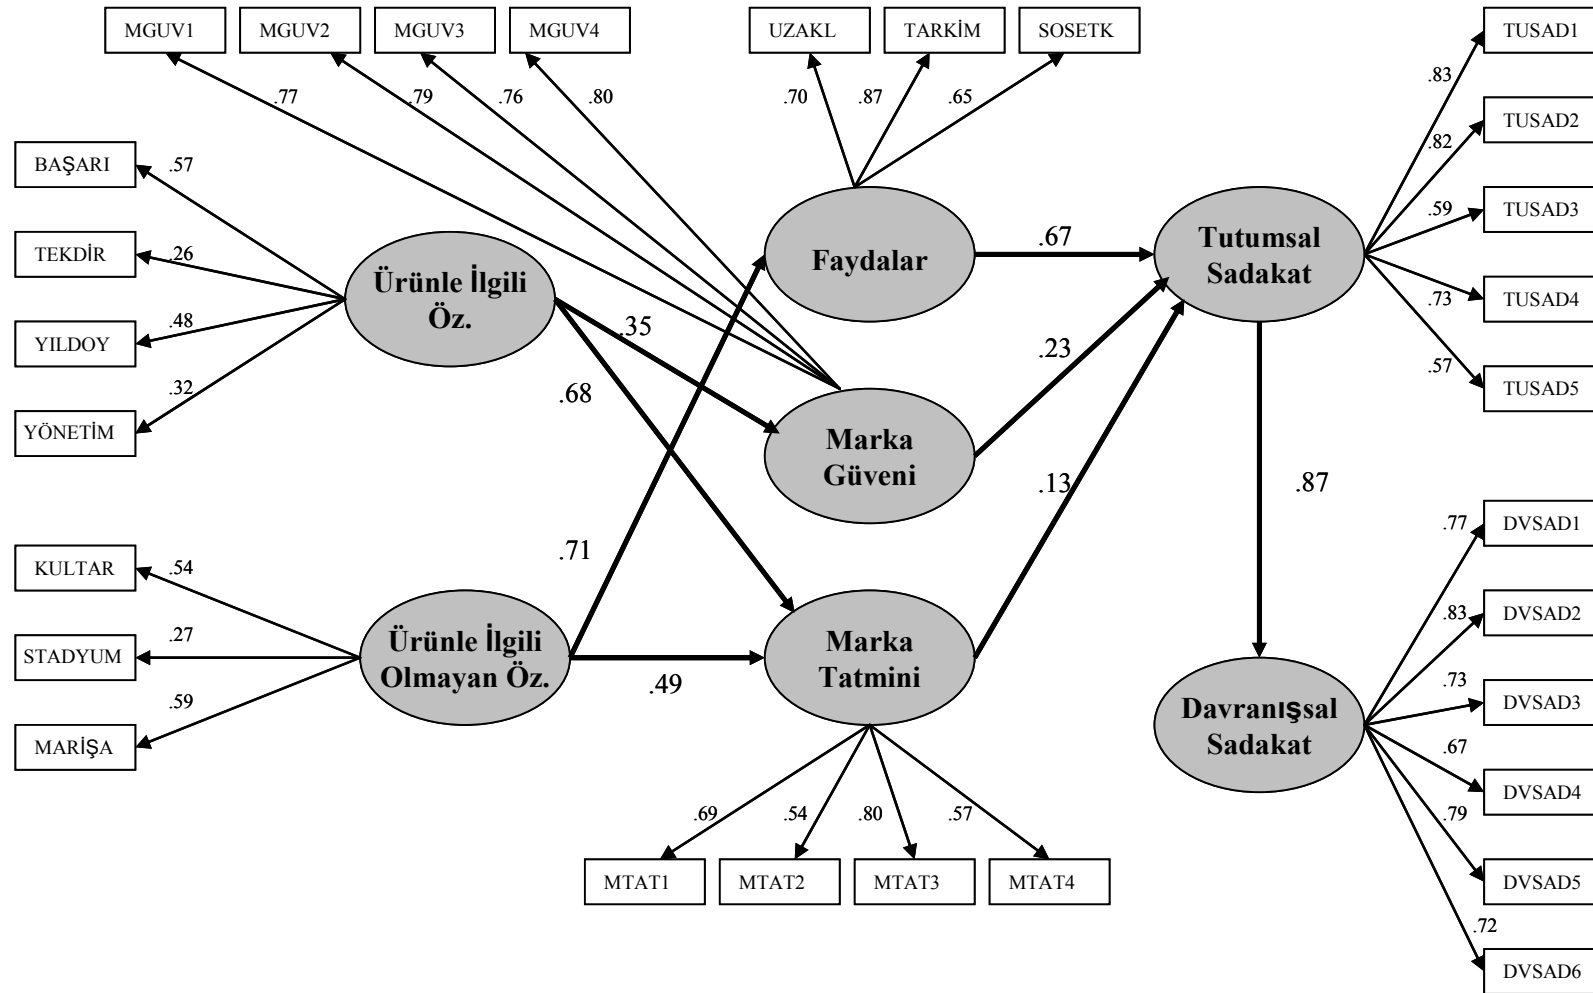 MGUV1
MGUV2
MGUV3
MGUV4
UZAKL
TARKİM
SOSETK
TUSAD1
.77
.79
.76
.80
.70
.87
.65
.83
TUSAD2
.82
BAŞARI
.57
TUSAD3
.59
TEKDİR
.26
Ürünle İlgili
Öz.
Faydalar
.67
Tutumsal
Sadakat
TUSAD4
.73
YILDOY
.48
.35
.23
TUSAD5
.57
YÖNETİM
.32
.68
Marka
Güveni
.13
.87
DVSAD1
.77
KULTAR
.54
.71
DVSAD2
.83
STADYUM
.27
Ürünle İlgili
Olmayan Öz.
.49
Marka
Tatmini
DVSAD3
.73
MARİŞA
.59
Davranışsal
Sadakat
DVSAD4
.67
.69
.54
.80
.57
DVSAD5
.79
MTAT1
MTAT2
MTAT3
MTAT4
DVSAD6
.72